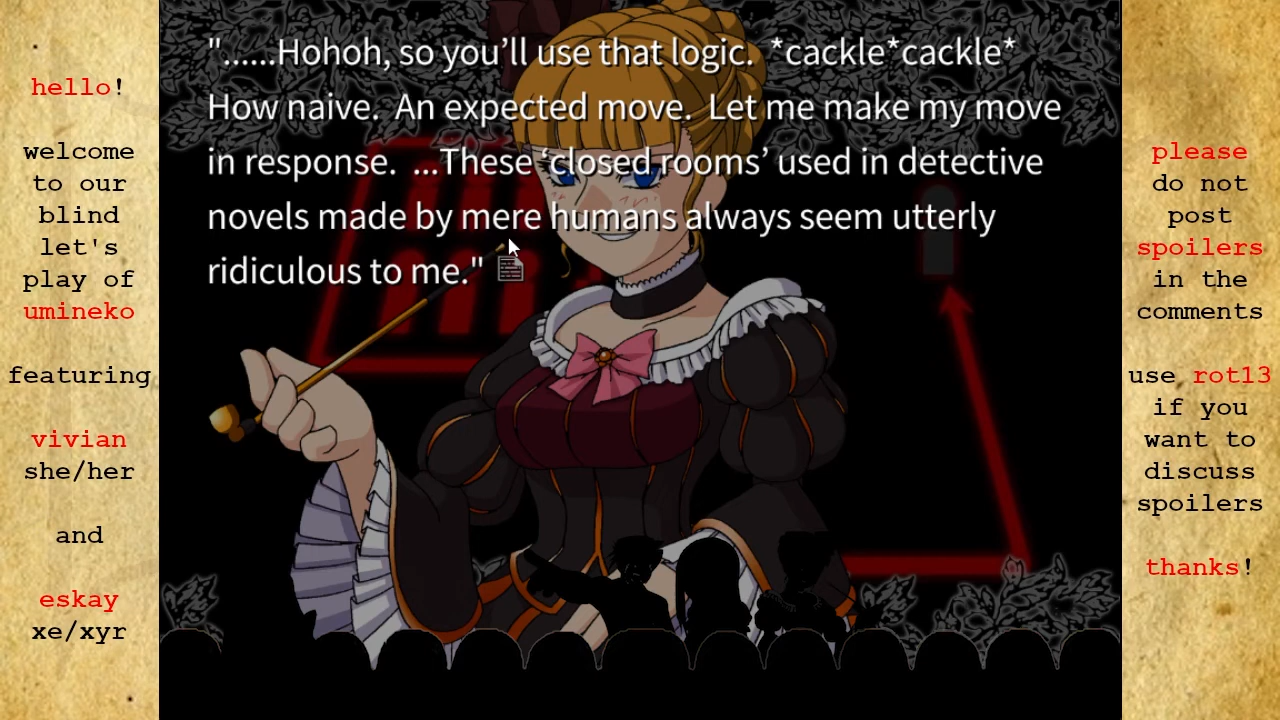 hello!
welcome
to our
blind
let's
play of
umineko
featuring
vivian
she/her
and
eskay
xe/xyr
"......Hohoh, so you’ll use that logic.  *cackle*cackle*
How naive.  An expected move.  Let me make my move
in response.  ...These ‘closed rooms’ used in detective
novels made by mere humans always seem utterly
ridiculous to me."
please
do not
post
spoilers
in the
comments
use rot13
if you
want to
discuss
spoilers
thanks!